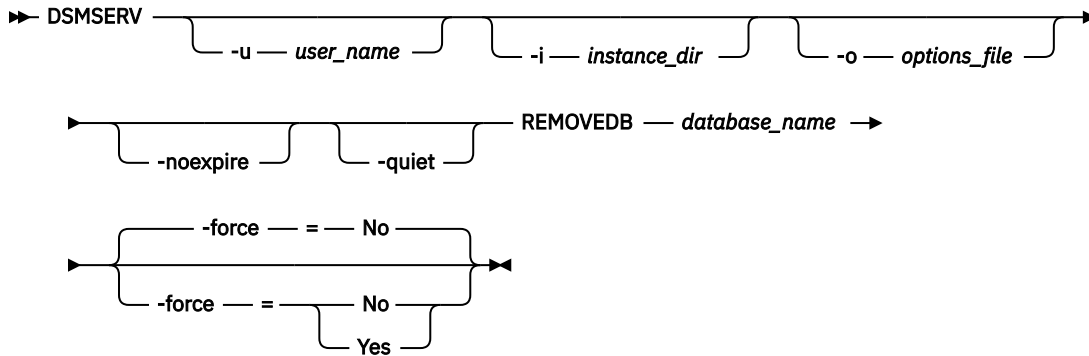 DSMSERV
-u user_name -i instance_dir -o options_file
-noexpire -quiet REMOVEDB database_name
-force = No
-force = No
Yes